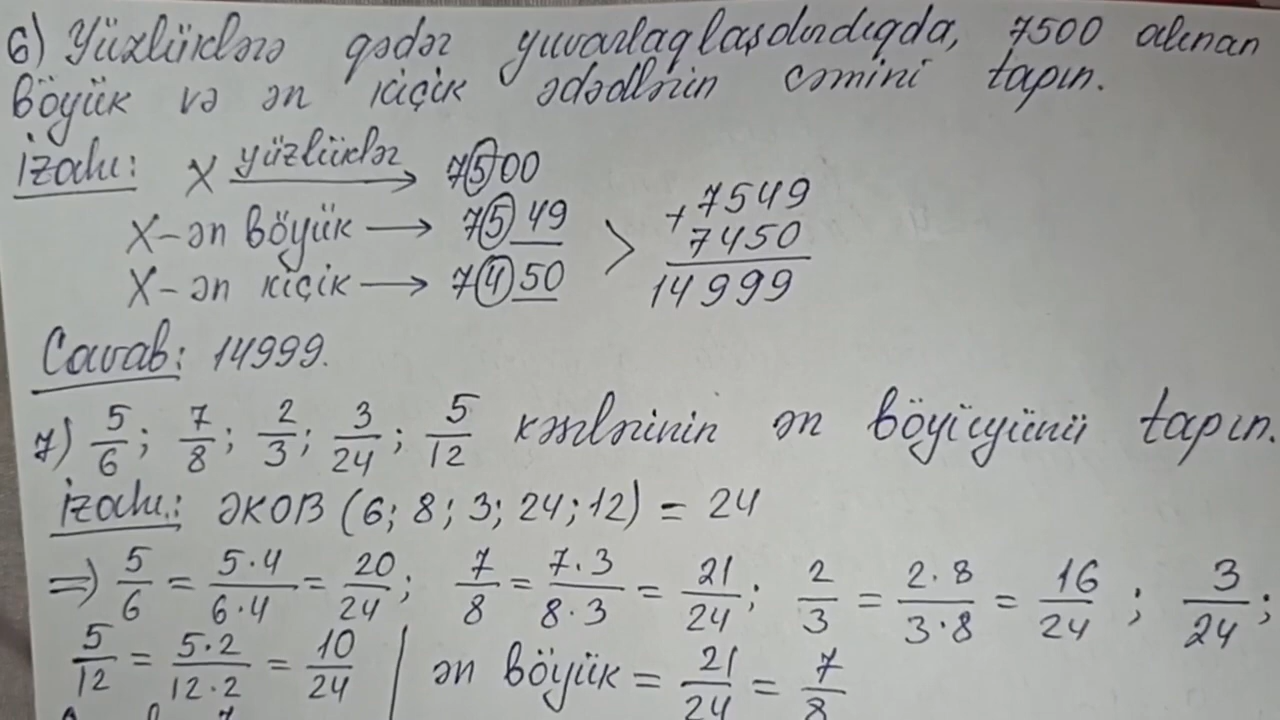 6) Yüzlüklərə qədər yuvarlaqlaşdırdıqda, 7500 alınan
böyük və ən kiçik ədədlərin cəmini tapın.
İzahı: X yüzlüklər → 7500
X-ən böyük → 7549 > +7549
X-ən kiçik → 7450 7450
14999
Cavab: 14999.
7) 5/6; 7/8; 2/3; 3/24; 5/12 kəsrlərinin ən böyüyünü tapın.
İzahı: ƏKOB (6; 8; 3; 24; 12) = 24
=> 5/6 = 5·4/6·4 = 20/24; 7/8 = 7·3/8·3 = 21/24; 2/3 = 2·8/3·8 = 16/24; 3/24;
5/12 = 5·2/12·2 = 10/24 | ən böyük = 21/24 = 7/8